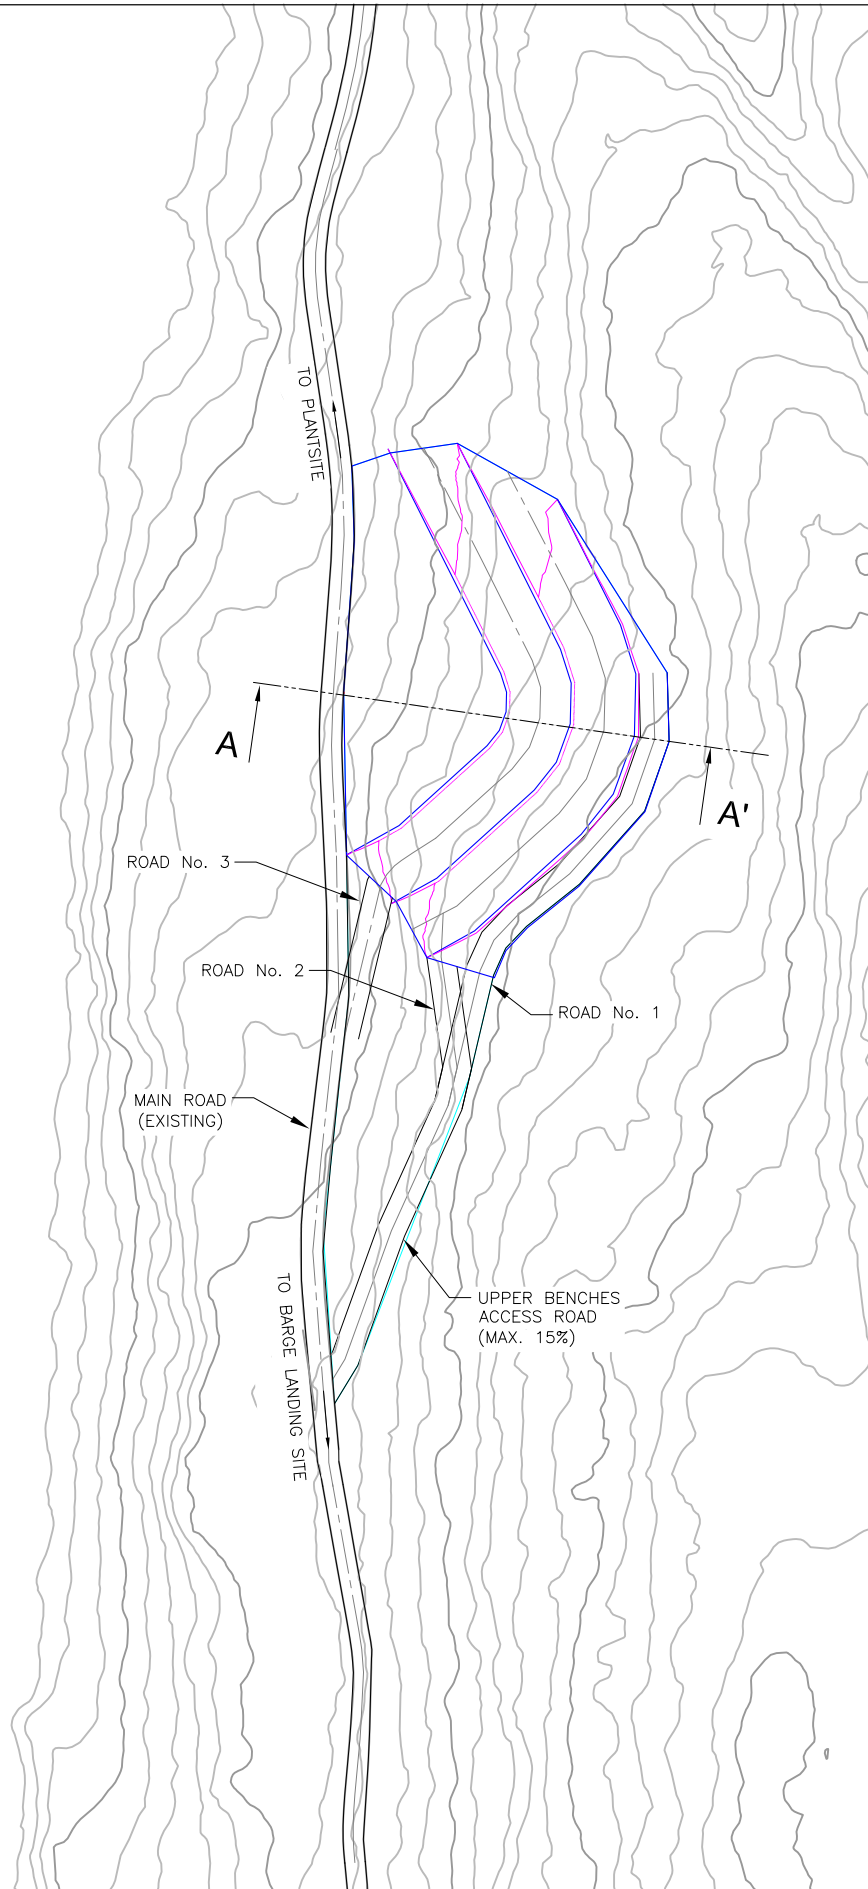 TO PLANTSITE
A
A'
ROAD No. 3
ROAD No. 2
ROAD No. 1
MAIN ROAD
(EXISTING)
TO BARGE LANDING SITE
UPPER BENCHES
ACCESS ROAD
(MAX. 15%)